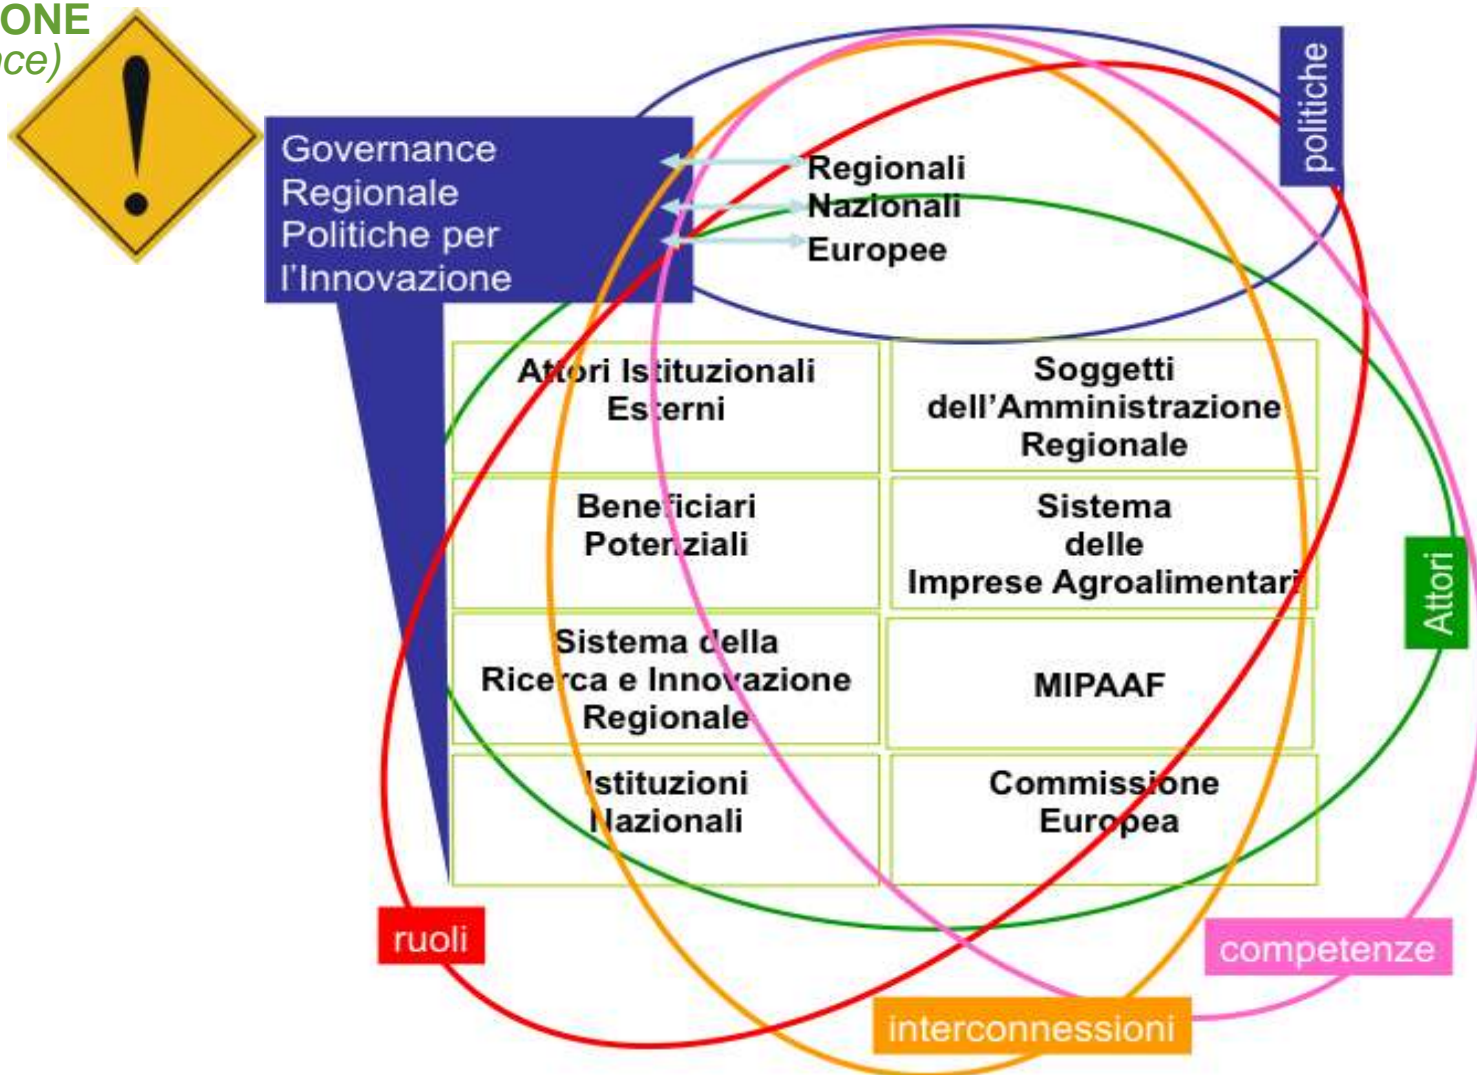 ONE
ce)
Governance
Regionale
Politiche per
l'Innovazione
Regionali
Nazionali
Europee
politiche
Attori Istituzionali
Esterni
Soggetti
dell'Amministrazione
Regionale
Beneficiari
Potenziali
Sistema
delle
Imprese Agroalimentari
Attori
Sistema della
Ricerca e Innovazione
Regionale
MIPAAF
Istituzioni
Nazionali
Commissione
Europea
ruoli
competenze
interconnessioni